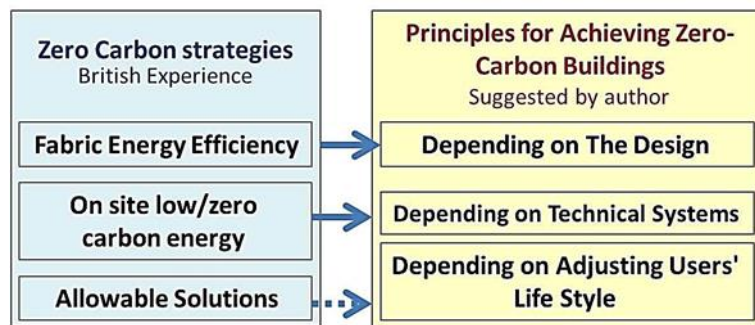 Zero Carbon strategies
British Experience
Fabric Energy Efficiency
On site low/zero
carbon energy
Allowable Solutions
Principles for Achieving Zero-
Carbon Buildings
Suggested by author
Depending on The Design
Depending on Technical Systems
Depending on Adjusting Users'
Life Style